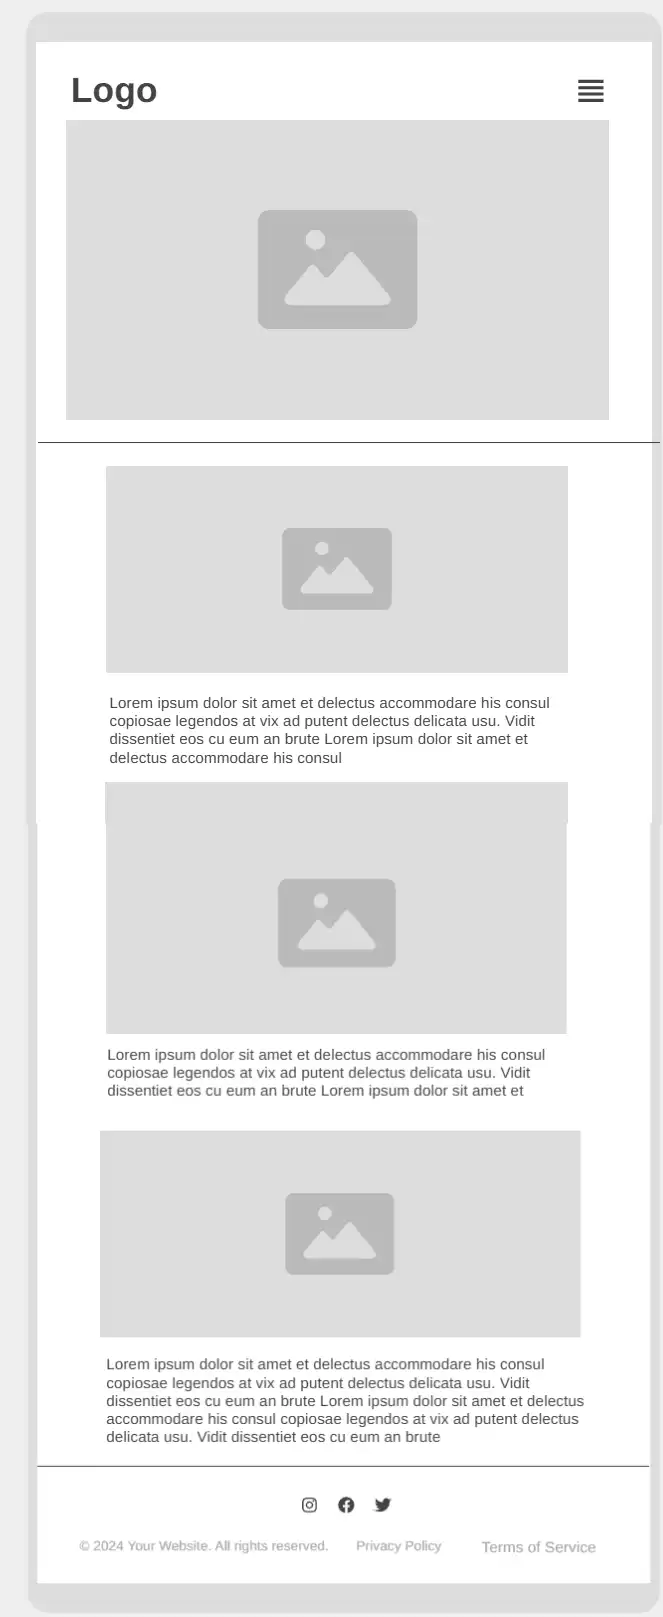 Logo
Lorem ipsum dolor sit amet et delectus accommodare his consul
copiosae legendos at vix ad putent delectus delicata usu. Vidit
dissentiet eos cu eum an brute Lorem ipsum dolor sit amet et
delectus accommodare his consul
Lorem ipsum dolor sit amet et delectus accommodare his consul
copiosae legendos at vix ad putent delectus delicata usu. Vidit
dissentiet eos cu eum an brute Lorem ipsum dolor sit amet et
Lorem ipsum dolor sit amet et delectus accommodare his consul
copiosae legendos at vix ad putent delectus delicata usu. Vidit
dissentiet eos cu eum an brute Lorem ipsum dolor sit amet et delectus
accommodare his consul copiosae legendos at vix ad putent delectus
delicata usu. Vidit dissentiet eos cu eum an brute
© 2024 Your Website. All rights reserved. Privacy Policy Terms of Service